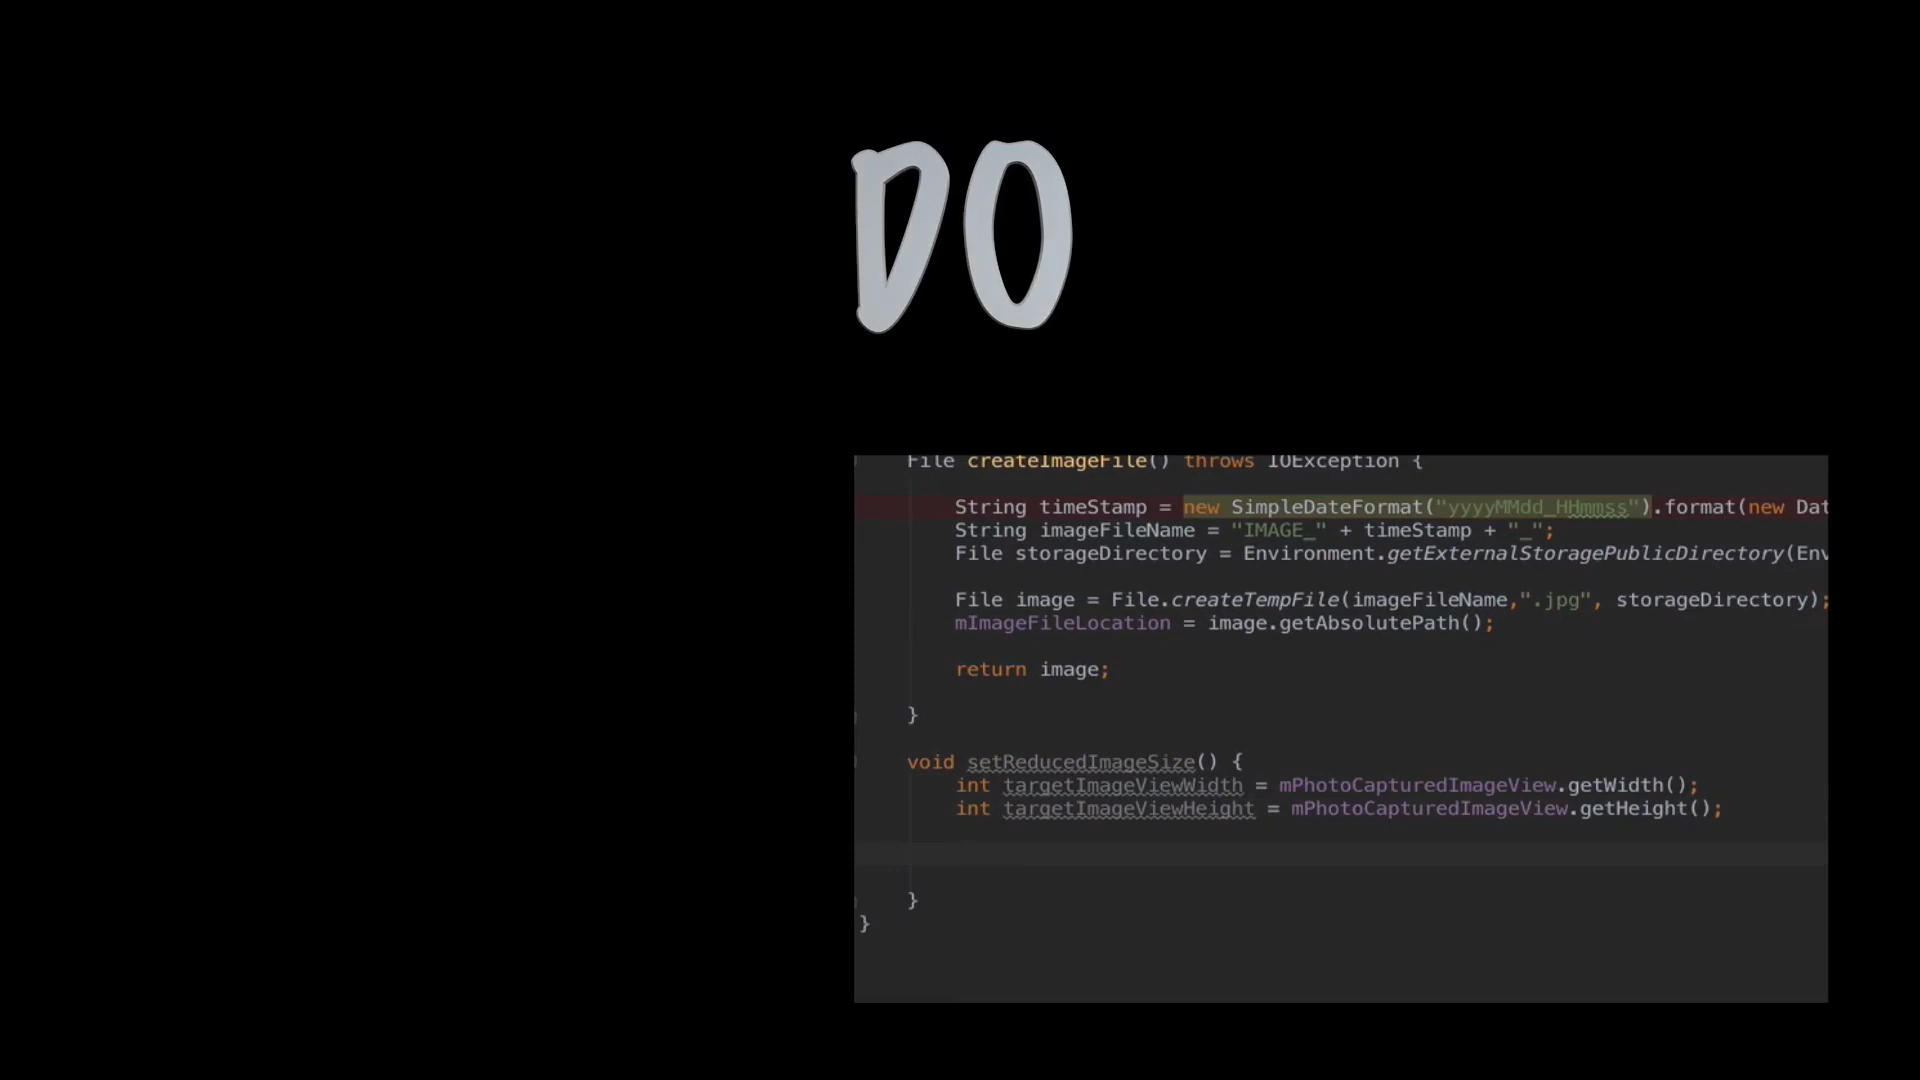 DO
File createImageFile() throws IOException {
String timeStamp = new SimpleDateFormat("yyyyMMdd_HHmmss").format(new Dat
String imageFileName = "IMAGE_" + timeStamp + "_";
File storageDirectory = Environment.getExternalStoragePublicDirectory(Env
File image = File.createTempFile(imageFileName,".jpg", storageDirectory);
mImageFileLocation = image.getAbsolutePath();
return image;
}
void setReducedImageSize() {
int targetImageViewWidth = mPhotoCapturedImageView.getWidth();
int targetImageViewHeight = mPhotoCapturedImageView.getHeight();
}
}